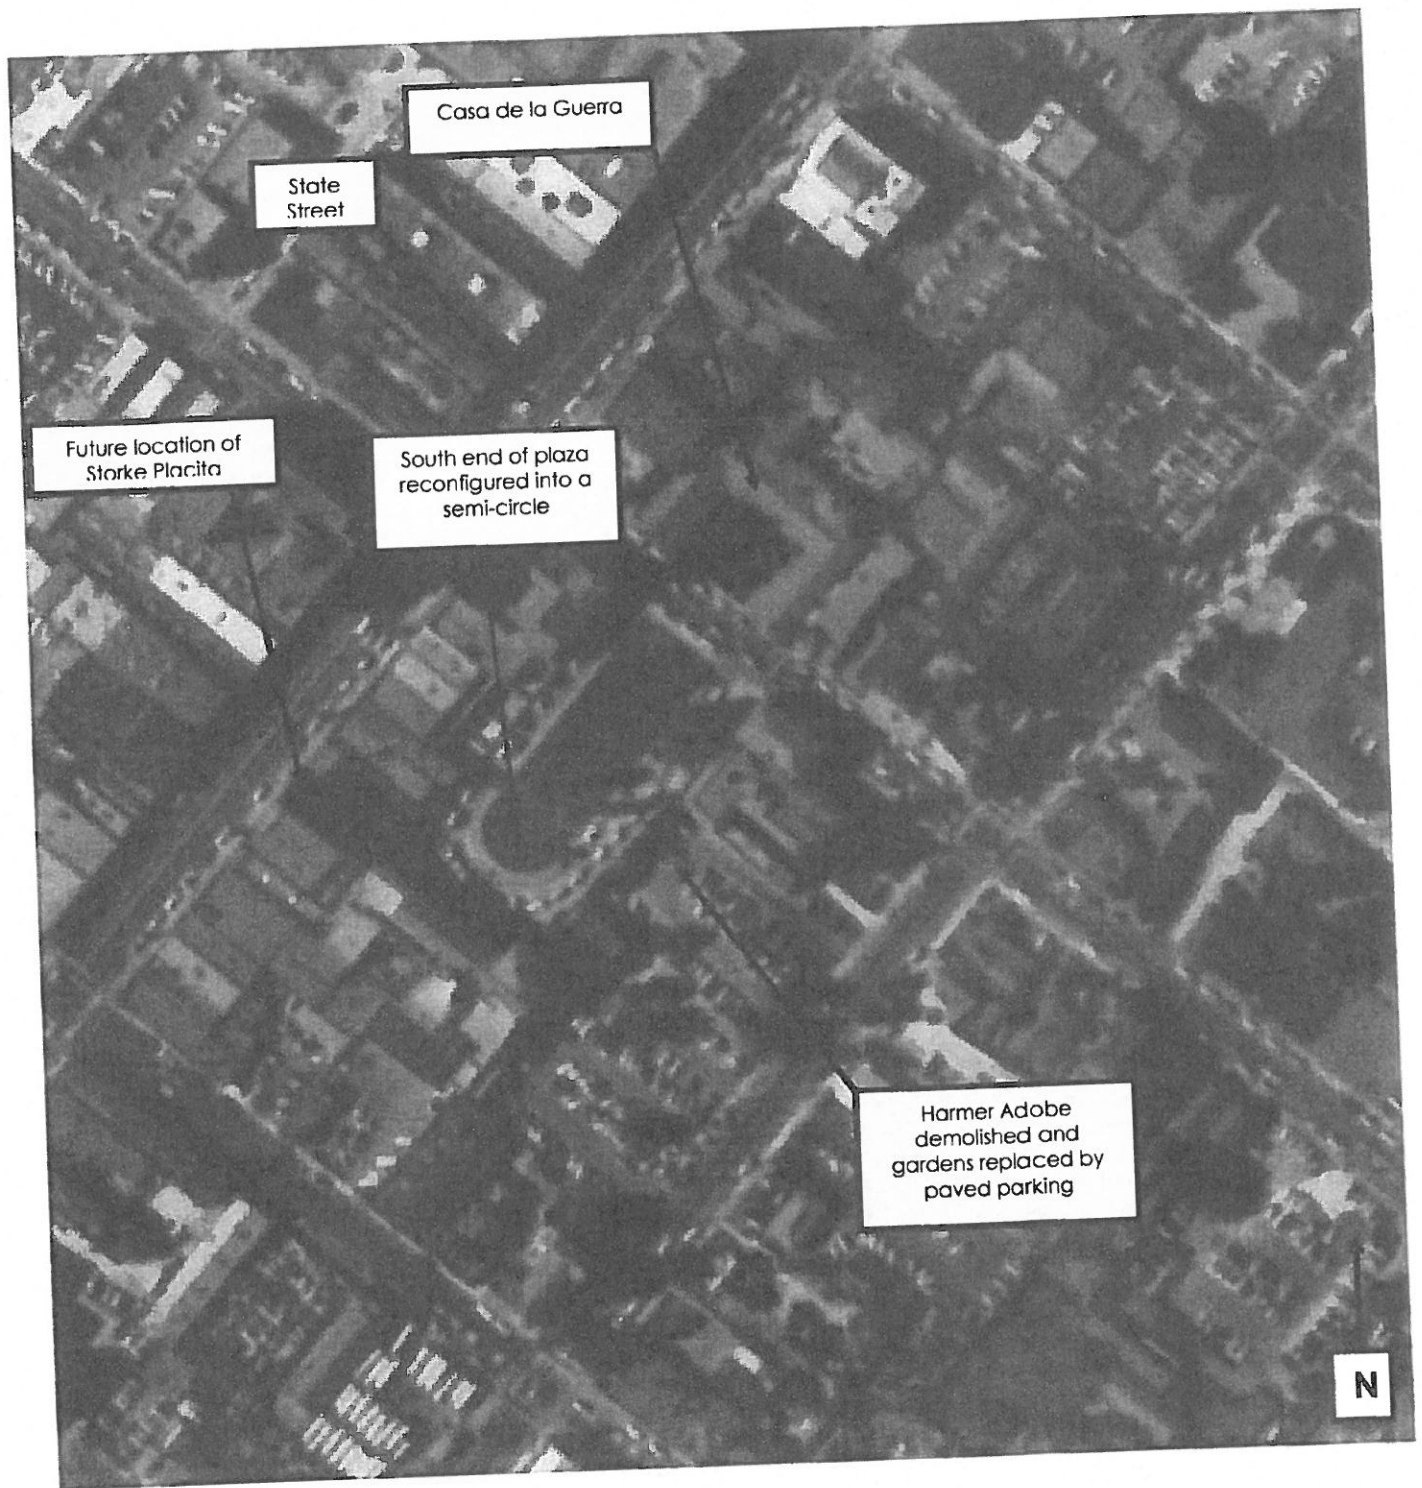 Casa de la Guerra
State
Street
Future location of
Storke Placita
South end of plaza
reconfigured into a
semi-circle
Harmer Adobe
demolished and
gardens replaced by
paved parking
N